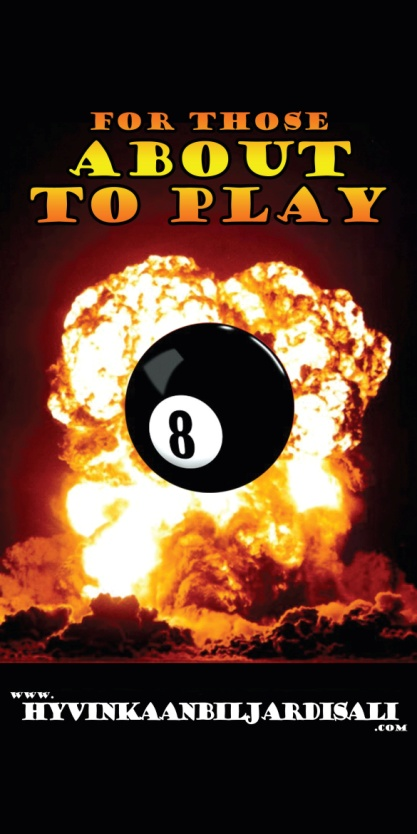 FOR THOSE
ABOUT
TO PLAY
8
www.
HYVINKAANBILJARDISALI
.COM